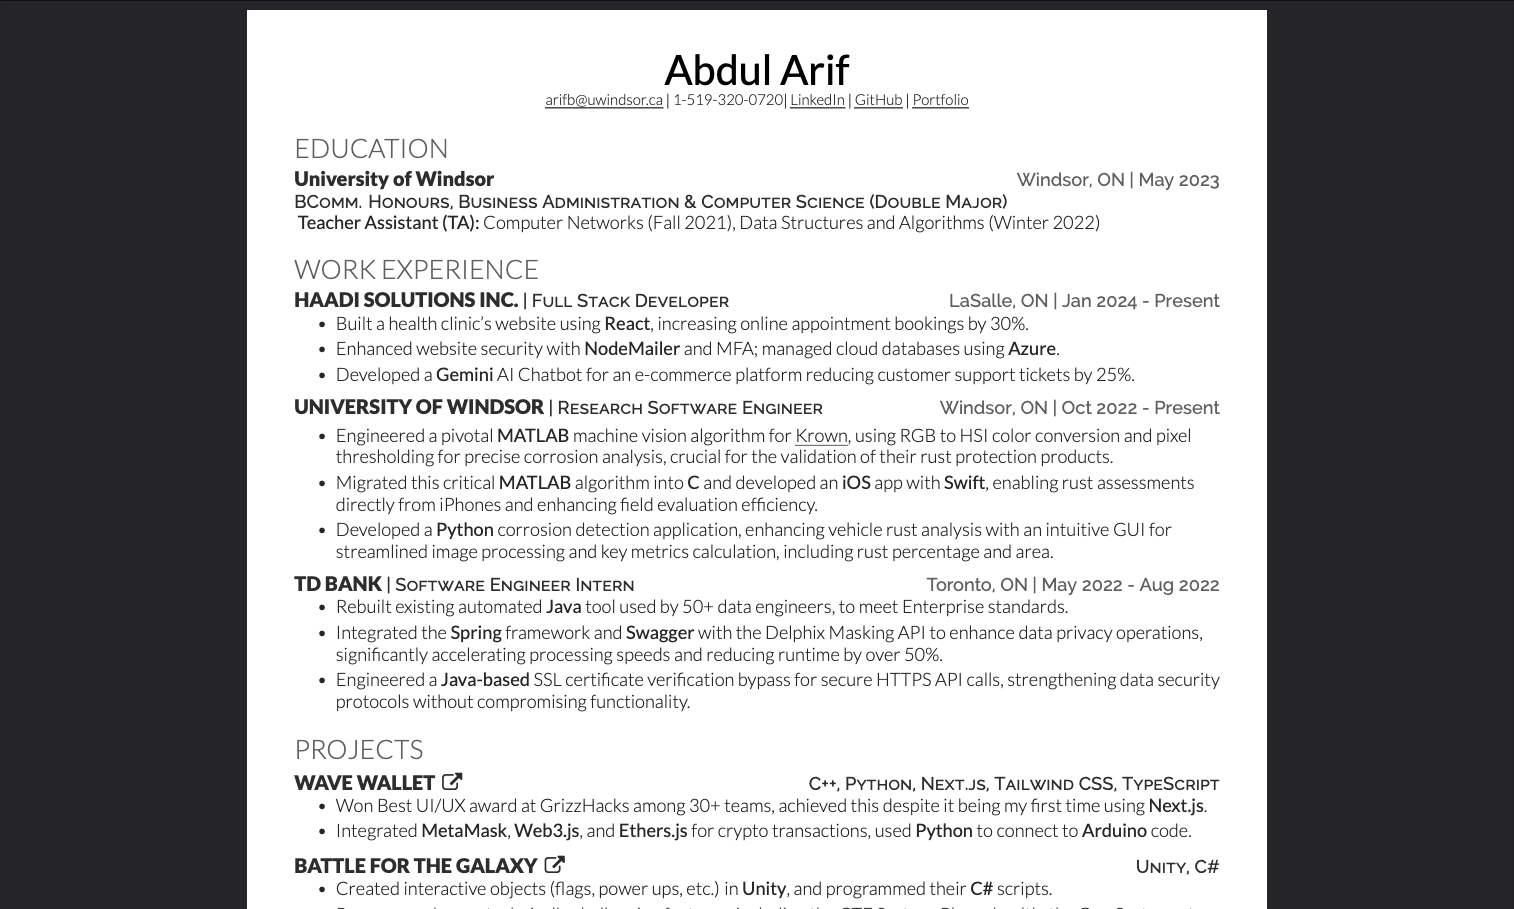 Abdul Arif
arifb@uwindsor.ca | 1-519-320-0720| LinkedIn | GitHub | Portfolio
EDUCATION
University of Windsor Windsor, ON | May 2023
BComm. Honours, Business Administration & Computer Science (Double Major)
Teacher Assistant (TA): Computer Networks (Fall 2021), Data Structures and Algorithms (Winter 2022)
WORK EXPERIENCE
HAADI SOLUTIONS INC. | Full Stack Developer LaSalle, ON | Jan 2024 - Present
• Built a health clinic's website using React, increasing online appointment bookings by 30%.
• Enhanced website security with NodeMailer and MFA; managed cloud databases using Azure.
• Developed a Gemini AI Chatbot for an e-commerce platform reducing customer support tickets by 25%.
UNIVERSITY OF WINDSOR | Research Software Engineer Windsor, ON | Oct 2022 - Present
• Engineered a pivotal MATLAB machine vision algorithm for Krown, using RGB to HSI color conversion and pixel
thresholding for precise corrosion analysis, crucial for the validation of their rust protection products.
• Migrated this critical MATLAB algorithm into C and developed an iOS app with Swift, enabling rust assessments
directly from iPhones and enhancing field evaluation efficiency.
• Developed a Python corrosion detection application, enhancing vehicle rust analysis with an intuitive GUI for
streamlined image processing and key metrics calculation, including rust percentage and area.
TD BANK | Software Engineer Intern Toronto, ON | May 2022 - Aug 2022
• Rebuilt existing automated Java tool used by 50+ data engineers, to meet Enterprise standards.
• Integrated the Spring framework and Swagger with the Delphix Masking API to enhance data privacy operations,
significantly accelerating processing speeds and reducing runtime by over 50%.
• Engineered a Java-based SSL certificate verification bypass for secure HTTPS API calls, strengthening data security
protocols without compromising functionality.
PROJECTS
WAVE WALLET C++, Python, Next.js, Tailwind CSS, TypeScript
• Won Best UI/UX award at GrizzHacks among 30+ teams, achieved this despite it being my first time using Next.js.
• Integrated MetaMask, Web3.js, and Ethers.js for crypto transactions, used Python to connect to Arduino code.
BATTLE FOR THE GALAXY Unity, C#
• Created interactive objects (flags, power ups, etc.) in Unity, and programmed their C# scripts.